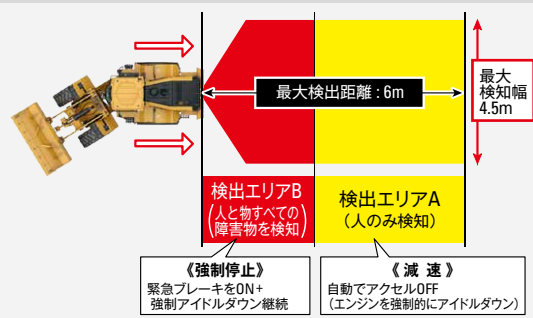 最大検出距離：6m
最大
検知幅
4.5m
検出エリアB
(人と物すべての
障害物を検知)
検出エリアA
(人のみ検知)
《強制停止》
緊急ブレーキをON+
強制アイドルダウン継続
《減 速》
自動でアクセルOFF
(エンジンを強制的にアイドルダウン)